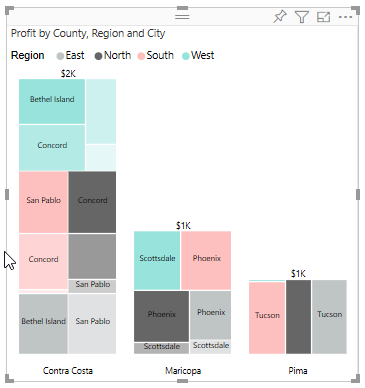 Profit by County, Region and City
Region East North South West
$2K
Bethel Island
Concord
San Pablo Concord
Concord
San Pablo
Bethel Island San Pablo
$1K
Scottsdale Phoenix
Phoenix Phoenix
Scottsdale Scottsdale
$1K
Tucson Tucson
Contra Costa Maricopa Pima